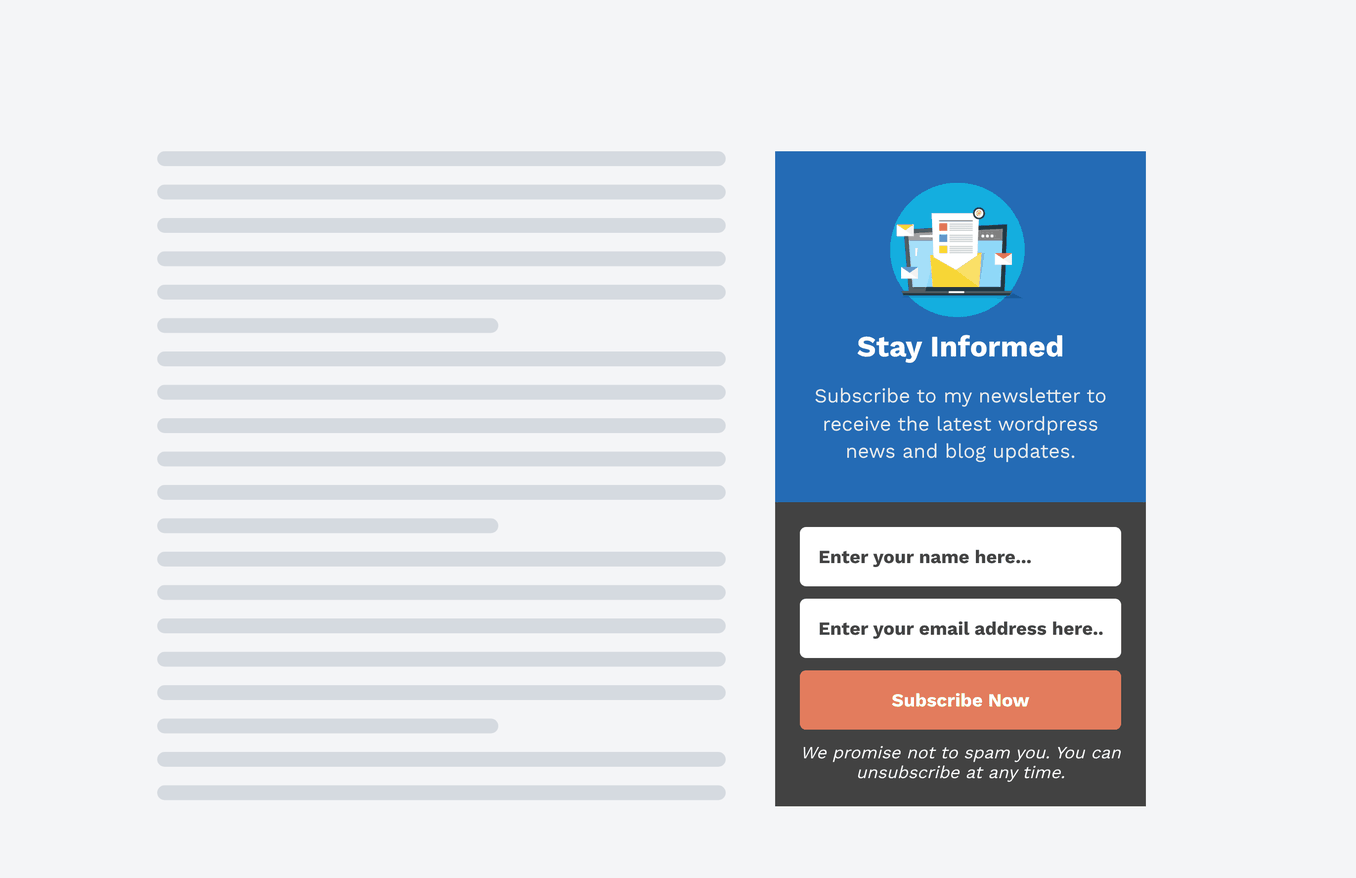 Stay Informed
Subscribe to my newsletter to
receive the latest wordpress
news and blog updates.
Enter your name here...
Enter your email address here..
Subscribe Now
We promise not to spam you. You can
unsubscribe at any time.